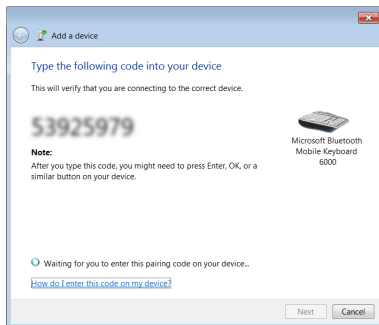 Add a device
Type the following code into your device
This will verify that you are connecting to the correct device.
53925979
Microsoft Bluetooth
Mobile Keyboard
6000
Note:
After you type this code, you might need to press Enter, OK, or a
similar button on your device.
Waiting for you to enter this pairing code on your device...
How do I enter this code on my device?
Next
Cancel